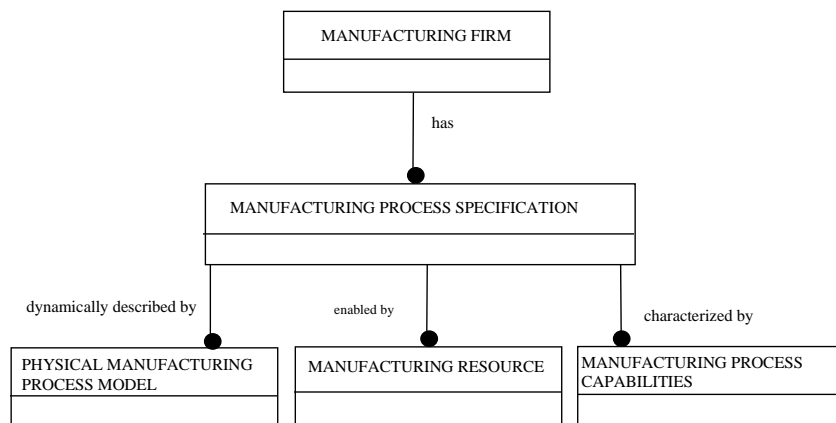 MANUFACTURING FIRM
has
MANUFACTURING PROCESS SPECIFICATION
dynamically described by
enabled by
characterized by
PHYSICAL MANUFACTURING
PROCESS MODEL
MANUFACTURING RESOURCE
MANUFACTURING PROCESS
CAPABILITIES